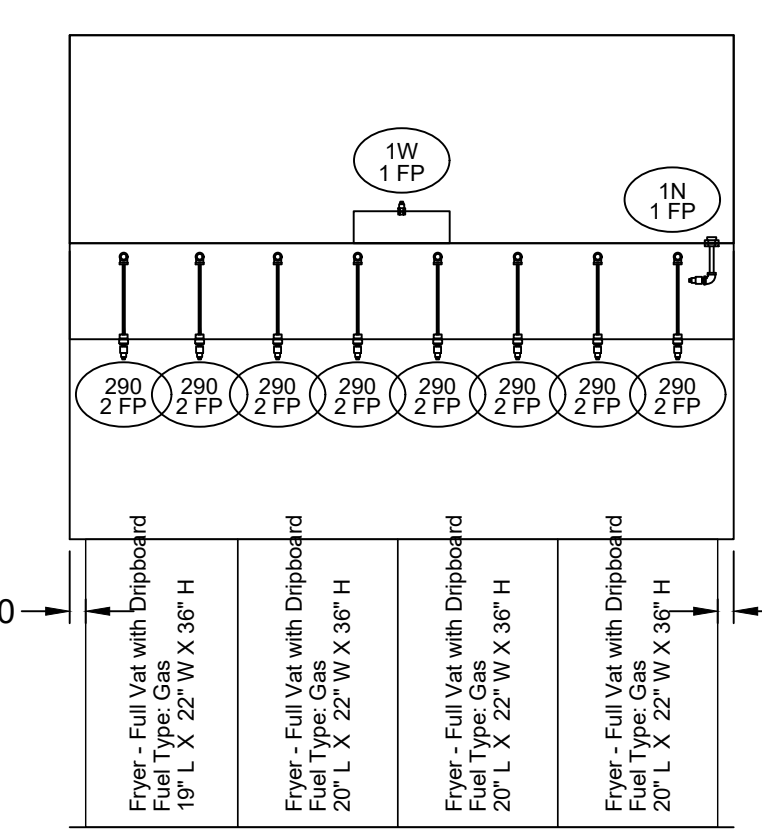 1W
1 FP
1N
1 FP
290
2 FP
290
2 FP
290
2 FP
290
2 FP
290
2 FP
290
2 FP
290
2 FP
290
2 FP
0
Fryer - Full Vat with Dripboard
Fuel Type: Gas
19" L X 22" W X 36" H
Fryer - Full Vat with Dripboard
Fuel Type: Gas
20" L X 22" W X 36" H
Fryer - Full Vat with Dripboard
Fuel Type: Gas
20" L X 22" W X 36" H
Fryer - Full Vat with Dripboard
Fuel Type: Gas
20" L X 22" W X 36" H